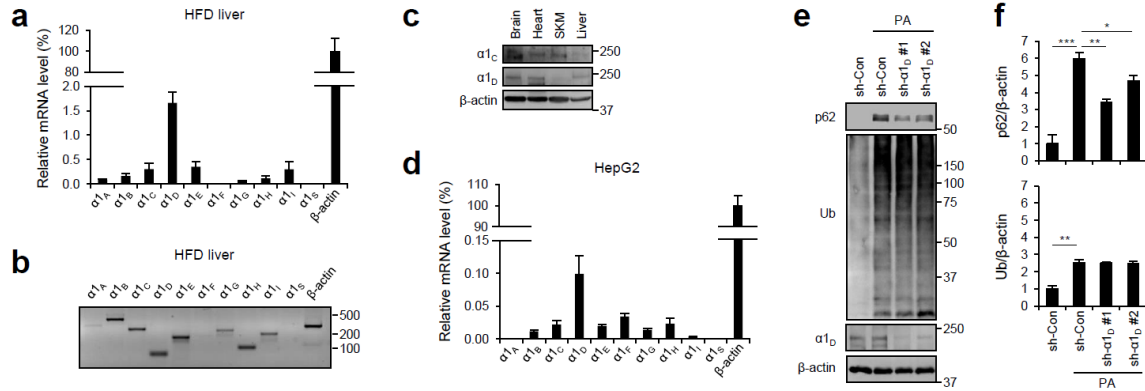 a
HFD liver
Relative mRNA level (%)
120
100
80
2.0
1.5
1.0
0.5
0.0
α1A
α1B
α1C
α1D
α1E
α1F
α1G
α1H
α1I
α1S
β-actin
b
HFD liver
α1A
α1B
α1C
α1D
α1E
α1F
α1G
α1H
α1I
α1S
β-actin
500
200
100
c
Brain
Heart
SKM
Liver
α1C
250
α1D
250
β-actin
37
d
HepG2
Relative mRNA level (%)
120
110
100
90
0.15
0.10
0.05
0.00
α1A
α1B
α1C
α1D
α1E
α1F
α1G
α1H
α1I
α1S
β-actin
e
PA
sh-Con
sh-Con
sh-α1D #1
sh-α1D #2
p62
50
Ub
150
100
75
50
37
α1D
250
β-actin
37
f
*
*** **
p62/β-actin
7
6
5
4
3
2
1
0
**
Ub/β-actin
7
6
5
4
3
2
1
0
sh-Con
sh-Con
sh-α1D #1
sh-α1D #2
PA